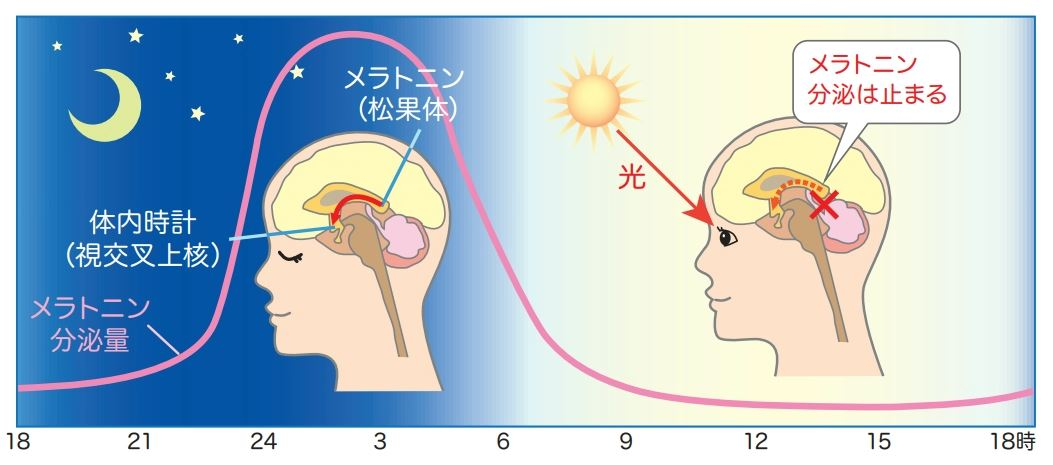 メラトニン
（松果体）
体内時計
（視交叉上核）
メラトニン
分泌量
光
メラトニン
分泌は止まる
18 21 24 3 6 9 12 15 18時